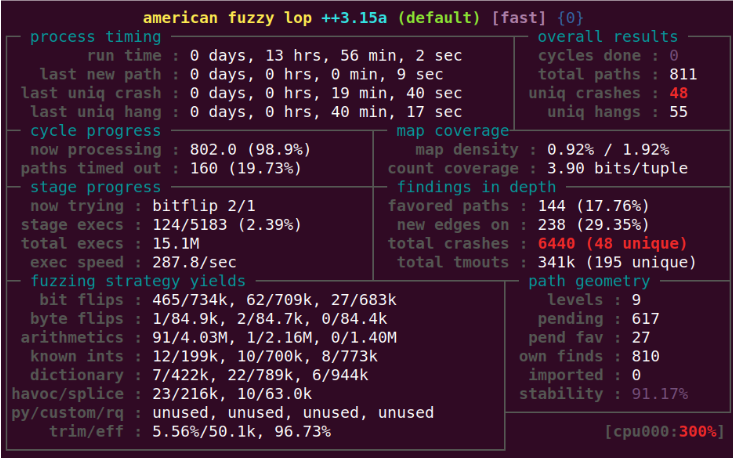 american fuzzy lop ++3.15a (default) [fast] {0}
process timing overall results
run time : 0 days, 13 hrs, 56 min, 2 sec cycles done : 0
last new path : 0 days, 0 hrs, 0 min, 9 sec total paths : 811
last uniq crash : 0 days, 0 hrs, 19 min, 40 sec uniq crashes : 48
last uniq hang : 0 days, 0 hrs, 40 min, 17 sec uniq hangs : 55
cycle progress map coverage
now processing : 802.0 (98.9%) map density : 0.92% / 1.92%
paths timed out : 160 (19.73%) count coverage : 3.90 bits/tuple
stage progress findings in depth
now trying : bitflip 2/1 favored paths : 144 (17.76%)
stage execs : 124/5183 (2.39%) new edges on : 238 (29.35%)
total execs : 15.1M total crashes : 6440 (48 unique)
exec speed : 287.8/sec total tmouts : 341k (195 unique)
fuzzing strategy yields path geometry
bit flips : 465/734k, 62/709k, 27/683k levels : 9
byte flips : 1/84.9k, 2/84.7k, 0/84.4k pending : 617
arithmetics : 91/4.03M, 1/2.16M, 0/1.40M pend fav : 27
known ints : 12/199k, 10/700k, 8/773k own finds : 810
dictionary : 7/422k, 22/789k, 6/944k imported : 0
havoc/splice : 23/216k, 10/63.0k stability : 91.17%
py/custom/rq : unused, unused, unused, unused
trim/eff : 5.56%/50.1k, 96.73% [cpu000:300%]